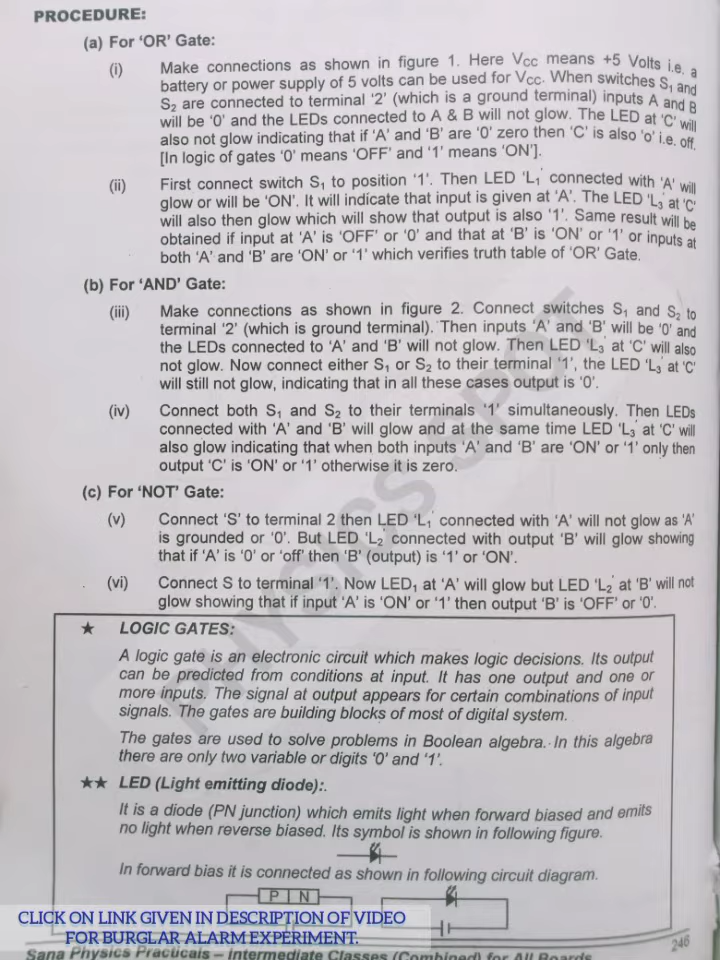 PROCEDURE:
(a) For 'OR' Gate:
(i) Make connections as shown in figure 1. Here VCC means +5 Volts i.e. a
battery or power supply of 5 volts can be used for VCC. When switches S1 and
S2 are connected to terminal '2' (which is a ground terminal) inputs A and B
will be '0' and the LEDs connected to A & B will not glow. The LED at 'C' will
also not glow indicating that if 'A' and 'B' are '0' zero then 'C' is also 'o' i.e. off.
[In logic of gates '0' means 'OFF' and '1' means 'ON'].
(ii) First connect switch S1 to position '1'. Then LED 'L1' connected with 'A' will
glow or will be 'ON'. It will indicate that input is given at 'A'. The LED 'L3' at 'C'
will also then glow which will show that output is also '1'. Same result will be
obtained if input at 'A' is 'OFF' or '0' and that at 'B' is 'ON' or '1' or inputs at
both 'A' and 'B' are 'ON' or '1' which verifies truth table of 'OR' Gate.
(b) For 'AND' Gate:
(iii) Make connections as shown in figure 2. Connect switches S1 and S2 to
terminal '2' (which is ground terminal). Then inputs 'A' and 'B' will be '0' and
the LEDs connected to 'A' and 'B' will not glow. Then LED 'L3' at 'C' will also
not glow. Now connect either S1 or S2 to their terminal '1', the LED 'L3' at 'C'
will still not glow, indicating that in all these cases output is '0'.
(iv) Connect both S1 and S2 to their terminals '1' simultaneously. Then LEDs
connected with 'A' and 'B' will glow and at the same time LED 'L3' at 'C' will
also glow indicating that when both inputs 'A' and 'B' are 'ON' or '1' only then
output 'C' is 'ON' or '1' otherwise it is zero.
(c) For 'NOT' Gate:
(v) Connect 'S' to terminal 2 then LED 'L1' connected with 'A' will not glow as 'A'
is grounded or '0'. But LED 'L2' connected with output 'B' will glow showing
that if 'A' is '0' or 'off' then 'B' (output) is '1' or 'ON'.
(vi) Connect S to terminal '1'. Now LED1 at 'A' will glow but LED 'L2' at 'B' will not
glow showing that if input 'A' is 'ON' or '1' then output 'B' is 'OFF' or '0'.
★ LOGIC GATES:
A logic gate is an electronic circuit which makes logic decisions. Its output
can be predicted from conditions at input. It has one output and one or
more inputs. The signal at output appears for certain combinations of input
signals. The gates are building blocks of most of digital system.
The gates are used to solve problems in Boolean algebra. In this algebra
there are only two variable or digits '0' and '1'.
★★ LED (Light emitting diode):.
It is a diode (PN junction) which emits light when forward biased and emits
no light when reverse biased. Its symbol is shown in following figure.
In forward bias it is connected as shown in following circuit diagram.
P N
CLICK ON LINK GIVEN IN DESCRIPTION OF VIDEO
FOR BURGLAR ALARM EXPERIMENT.
246
Sana Physics Practicals – Intermediate Classes (Combined) for All Boards
PHYSICS SPOT